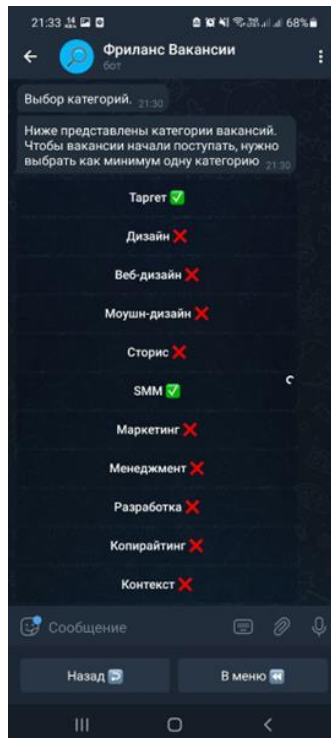 21:33 68%
Фриланс Вакансии
бот
Выбор категорий. 21:30
Ниже представлены категории вакансий.
Чтобы вакансии начали поступать, нужно
выбрать как минимум одну категорию 21:30
Таргет ✅
Дизайн ❌
Веб-дизайн ❌
Моушн-дизайн ❌
Сторис ❌
SMM ✅
Маркетинг ❌
Менеджмент ❌
Разработка ❌
Копирайтинг ❌
Контекст ❌
Сообщение
Назад В меню